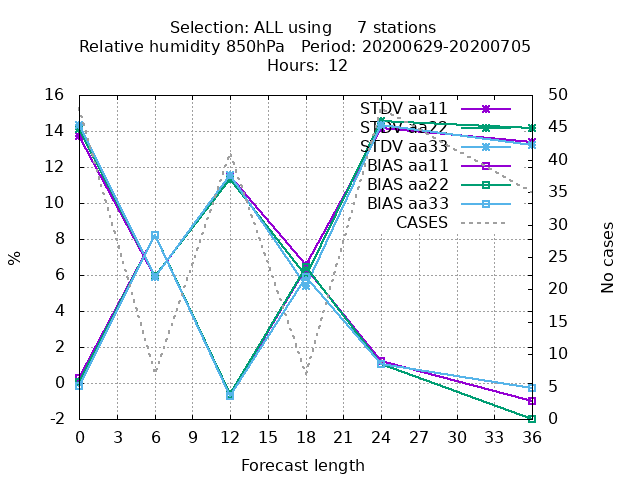 Selection: ALL using     7 stations
Relative humidity 850hPa   Period: 20200629-20200705
Hours:  12
16 50
STDV aa11
45
14 STDV aa22
40
STDV aa33
12 BIAS aa11
35
10 BIAS aa22
BIAS aa33
30
8 CASES
25
6
20
4
15
2 10
0 5
-2 0
%
No cases
0 3 6 9 12 15 18 21 24 27 30 33 36
Forecast length